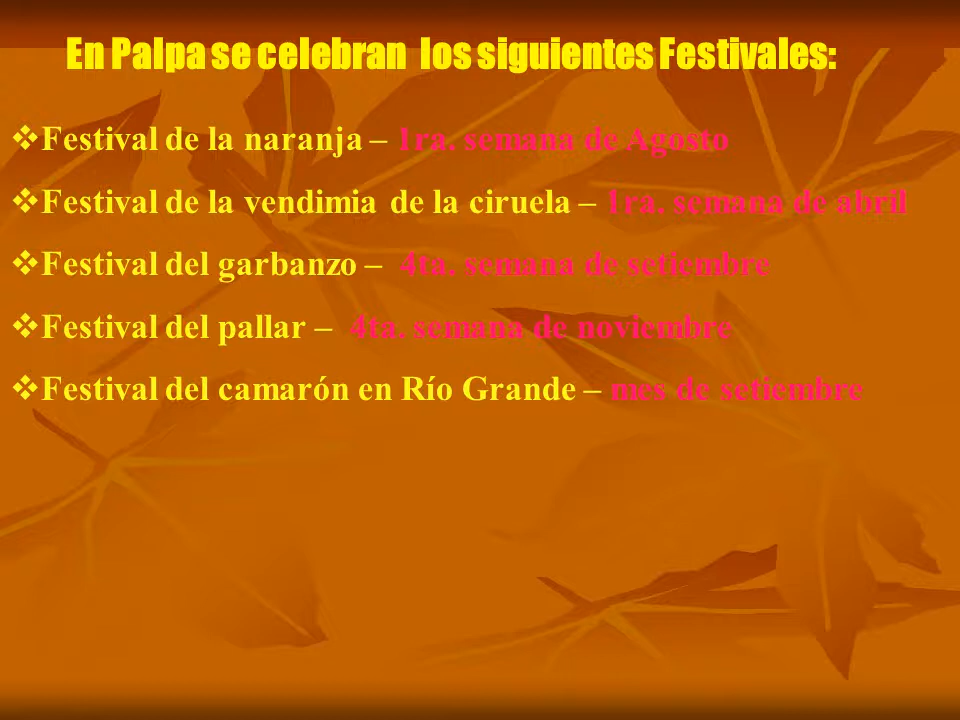 En Palpa se celebran los siguientes Festivales:
❖Festival de la naranja – 1ra. semana de Agosto
❖Festival de la vendimia de la ciruela – 1ra. semana de abril
❖Festival del garbanzo – 4ta. semana de setiembre
❖Festival del pallar – 4ta. semana de noviembre
❖Festival del camarón en Río Grande – mes de setiembre